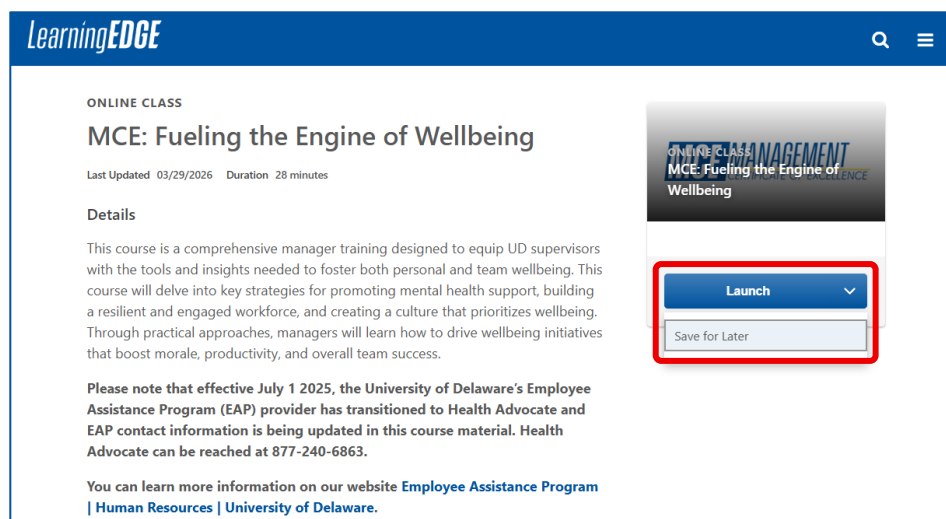 LearningEDGE
ONLINE CLASS
MCE: Fueling the Engine of Wellbeing
Last Updated 03/29/2026 Duration 28 minutes
Details
This course is a comprehensive manager training designed to equip UD supervisors
with the tools and insights needed to foster both personal and team wellbeing. This
course will delve into key strategies for promoting mental health support, building
a resilient and engaged workforce, and creating a culture that prioritizes wellbeing.
Through practical approaches, managers will learn how to drive wellbeing initiatives
that boost morale, productivity, and overall team success.
Please note that effective July 1 2025, the University of Delaware's Employee
Assistance Program (EAP) provider has transitioned to Health Advocate and
EAP contact information is being updated in this course material. Health
Advocate can be reached at 877-240-6863.
You can learn more information on our website Employee Assistance Program
| Human Resources | University of Delaware.
ONLINE CLASS
MCE MANAGEMENT
CERTIFICATE OF EXCELLENCE
MCE: Fueling the Engine of
Wellbeing
Launch
Save for Later